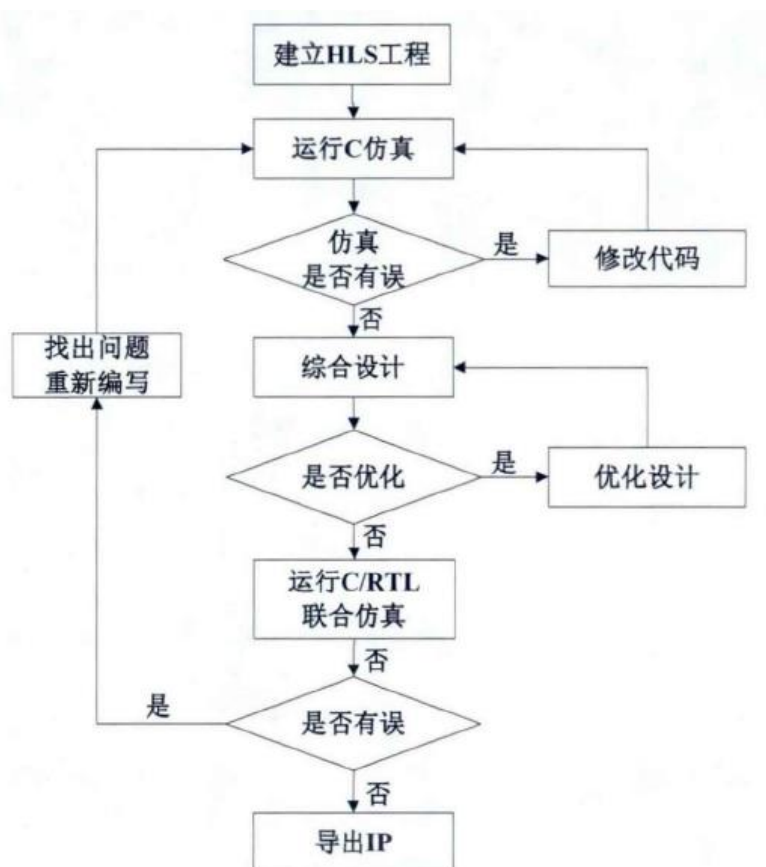 建立HLS工程
运行C仿真
仿真
是否有误
是
修改代码
否
找出问题
重新编写
综合设计
是否优化
是
优化设计
否
运行C/RTL
联合仿真
否
是
是否有误
否
导出IP